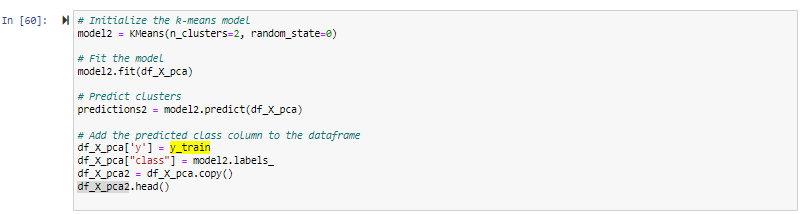 In [60]:
# Initialize the k-means model
model2 = KMeans(n_clusters=2, random_state=0)
# Fit the model
model2.fit(df_X_pca)
# Predict clusters
predictions2 = model2.predict(df_X_pca)
# Add the predicted class column to the dataframe
df_X_pca['y'] = y_train
df_X_pca["class"] = model2.labels_
df_X_pca2 = df_X_pca.copy()
df_X_pca2.head()